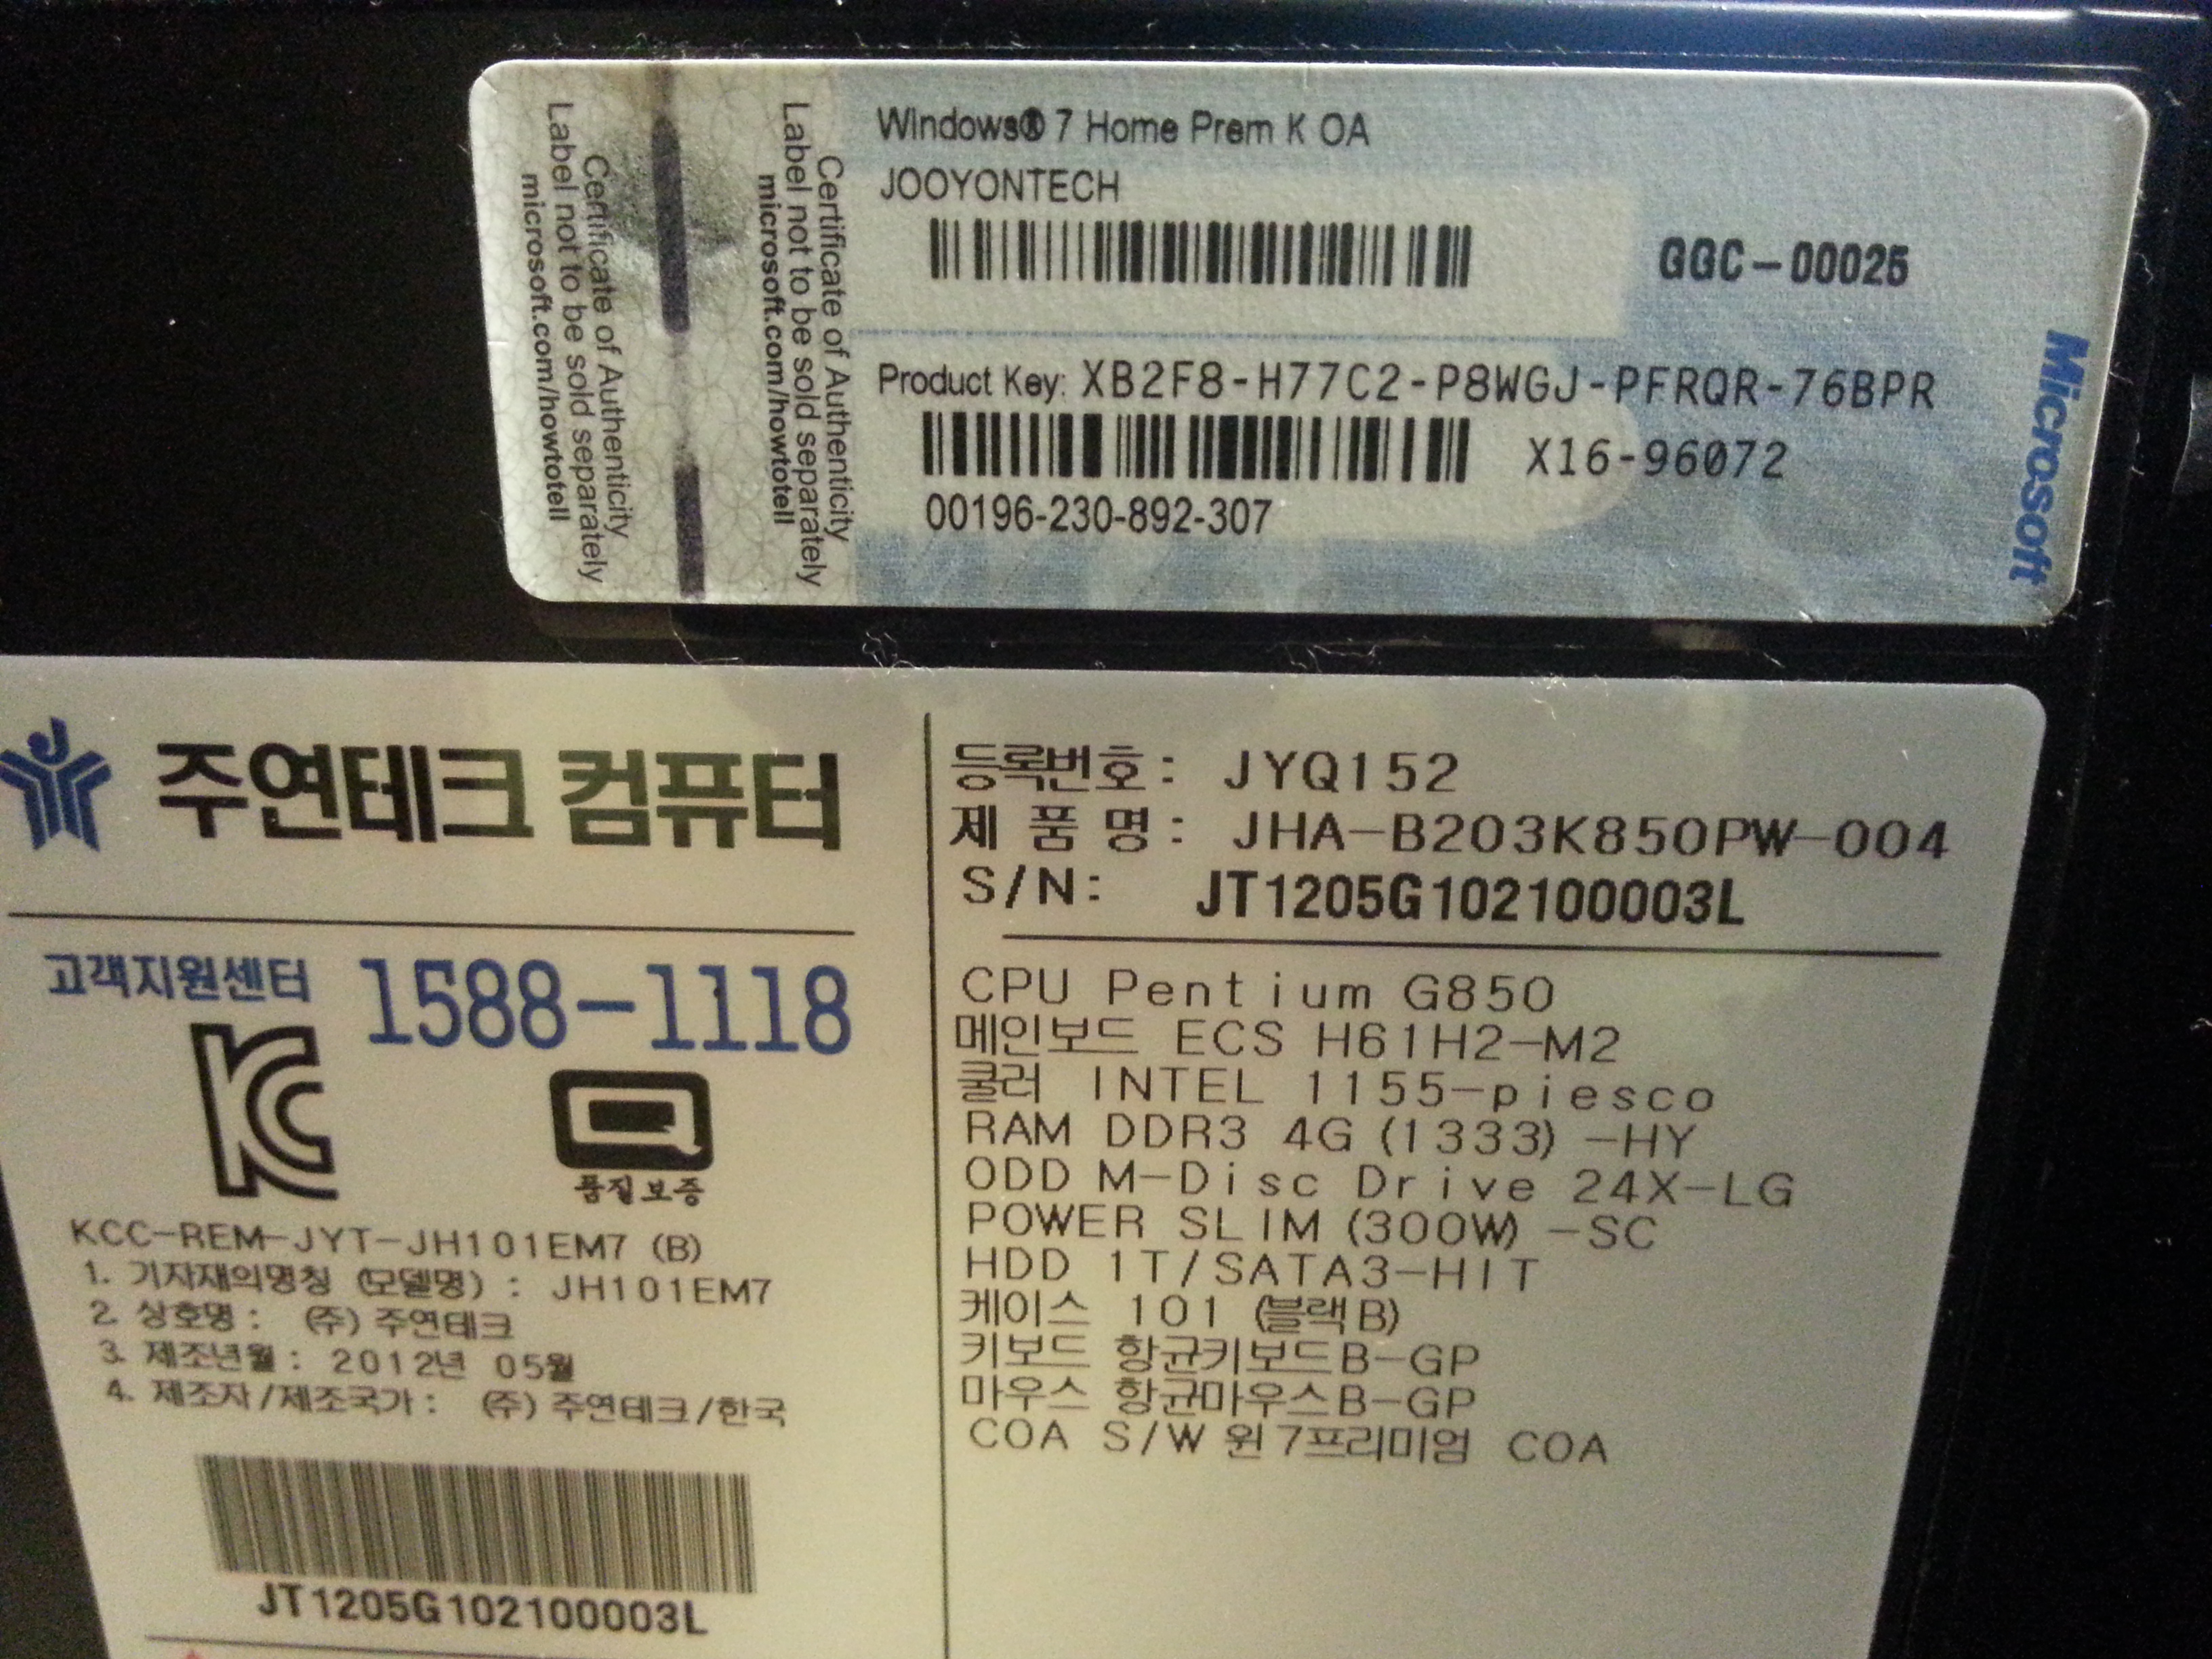 Certificate of Authenticity
Label not to be sold separately
microsoft.com/howtotell
Certificate of Authenticity
Label not to be sold separately
microsoft.com/howtotell
Windows® 7 Home Prem K OA
JOOYONTECH
GGC-00025
Product Key: XB2F8-H77C2-P8WGJ-PFRQR-76BPR
X16-96072
00196-230-892-307
Microsoft
주연테크 컴퓨터
고객지원센터 1588-1118
품질보증
KCC-REM-JYT-JH101EM7 (B)
1. 기자재의명칭 (모델명) : JH101EM7
2. 상호명 : (주) 주연테크
3. 제조년월 : 2012년 05월
4. 제조자/제조국가 : (주) 주연테크/한국
JT1205G102100003L
등록번호 : JYQ152
제 품 명 : JHA-B203K850PW-004
S/N: JT1205G102100003L
CPU Pentium G850
메인보드 ECS H61H2-M2
쿨러 INTEL 1155-piesco
RAM DDR3 4G (1333) -HY
ODD M-Disc Drive 24X-LG
POWER SLIM (300W) -SC
HDD 1T/SATA3-HIT
케이스 101 (블랙B)
키보드 항균키보드B-GP
마우스 항균마우스B-GP
COA S/W 윈7프리미엄 COA